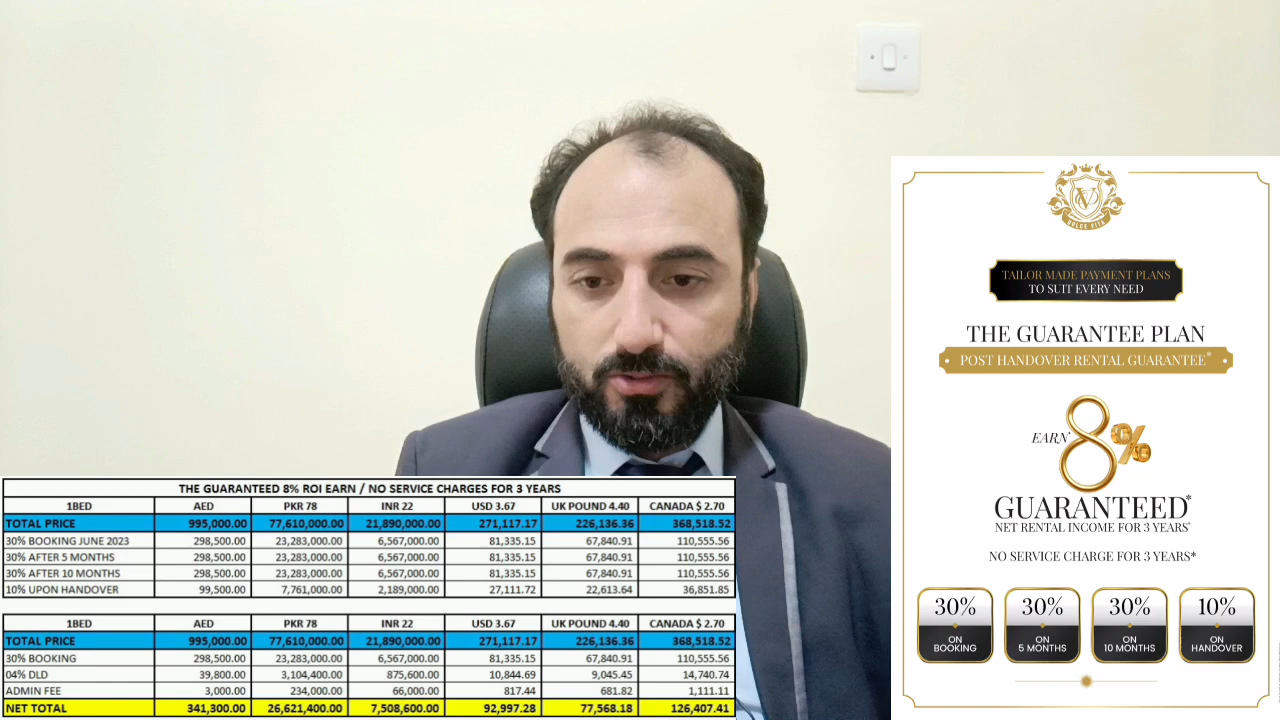 DOLCE VITA
TAILOR MADE PAYMENT PLANS
TO SUIT EVERY NEED
THE GUARANTEE PLAN
POST HANDOVER RENTAL GUARANTEE*
EARN 8%
GUARANTEED*
NET RENTAL INCOME FOR 3 YEARS*
NO SERVICE CHARGE FOR 3 YEARS*
30% 30% 30% 10%
ON ON ON ON
BOOKING 5 MONTHS 10 MONTHS HANDOVER
THE GUARANTEED 8% ROI EARN / NO SERVICE CHARGES FOR 3 YEARS
1BED AED PKR 78 INR 22 USD 3.67 UK POUND 4.40 CANADA $ 2.70
TOTAL PRICE 995,000.00 77,610,000.00 21,890,000.00 271,117.17 226,136.36 368,518.52
30% BOOKING JUNE 2023 298,500.00 23,283,000.00 6,567,000.00 81,335.15 67,840.91 110,555.56
30% AFTER 5 MONTHS 298,500.00 23,283,000.00 6,567,000.00 81,335.15 67,840.91 110,555.56
30% AFTER 10 MONTHS 298,500.00 23,283,000.00 6,567,000.00 81,335.15 67,840.91 110,555.56
10% UPON HANDOVER 99,500.00 7,761,000.00 2,189,000.00 27,111.72 22,613.64 36,851.85
1BED AED PKR 78 INR 22 USD 3.67 UK POUND 4.40 CANADA $ 2.70
TOTAL PRICE 995,000.00 77,610,000.00 21,890,000.00 271,117.17 226,136.36 368,518.52
30% BOOKING 298,500.00 23,283,000.00 6,567,000.00 81,335.15 67,840.91 110,555.56
04% DLD 39,800.00 3,104,400.00 875,600.00 10,844.69 9,045.45 14,740.74
ADMIN FEE 3,000.00 234,000.00 66,000.00 817.44 681.82 1,111.11
NET TOTAL 341,300.00 26,621,400.00 7,508,600.00 92,997.28 77,568.18 126,407.41